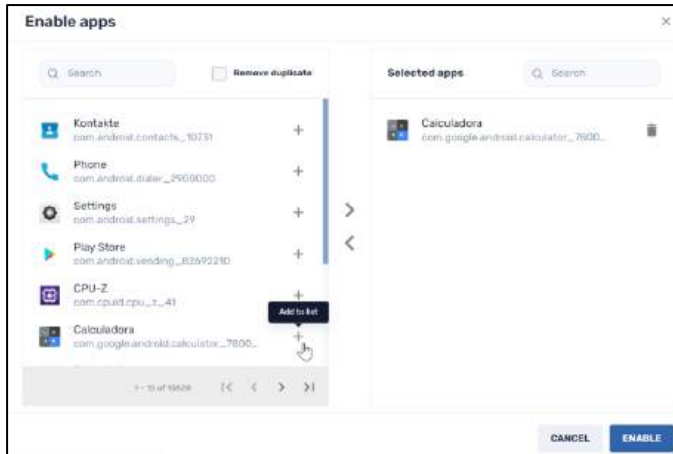 Enable apps
Search
Remove duplicate
Kontakte
com.android.contacts_10731
Phone
com.android.dialer_2900000
Settings
com.android.settings_29
Play Store
com.android.vending_82692210
CPU-Z
com.cpuid.cpu_z_41
Add to list
Calculadora
com.google.android.calculator_7800...
Selected apps
Search
Calculadora
com.google.android.calculator_7800...
CANCEL
ENABLE